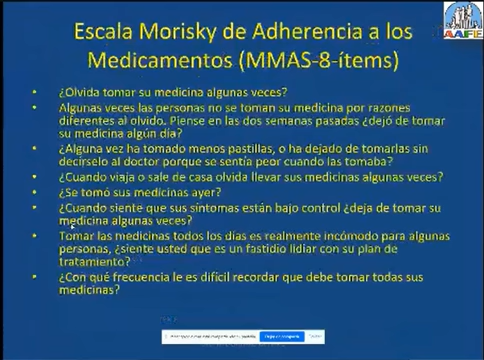 Escala Morisky de Adherencia a los
Medicamentos (MMAS-8-ítems)
AAFE
• ¿Olvida tomar su medicina algunas veces?
• Algunas veces las personas no se toman su medicina por razones
diferentes al olvido. Piense en las dos semanas pasadas ¿dejó de tomar
su medicina algún día?
• ¿Alguna vez ha tomado menos pastillas, o ha dejado de tomarlas sin
decírselo al doctor porque se sentía peor cuando las tomaba?
• ¿Cuando viaja o sale de casa olvida llevar sus medicinas algunas veces?
• ¿Se tomó sus medicinas ayer?
• ¿Cuando siente que sus síntomas están bajo control ¿deja de tomar su
medicina algunas veces?
• Tomar las medicinas todos los días es realmente incómodo para algunas
personas, ¿siente usted que es un fastidio lidiar con su plan de
tratamiento?
• ¿Con qué frecuencia le es difícil recordar que debe tomar todas sus
medicinas?